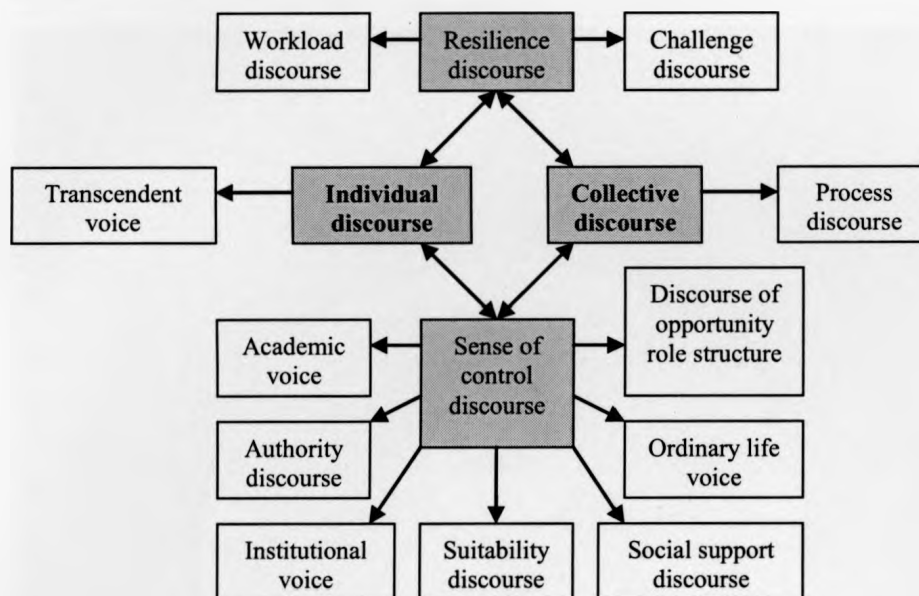 Workload
discourse
Resilience
discourse
Challenge
discourse
Transcendent
voice
Individual
discourse
Collective
discourse
Process
discourse
Academic
voice
Sense of
control
discourse
Discourse of
opportunity
role structure
Authority
discourse
Ordinary life
voice
Institutional
voice
Suitability
discourse
Social support
discourse